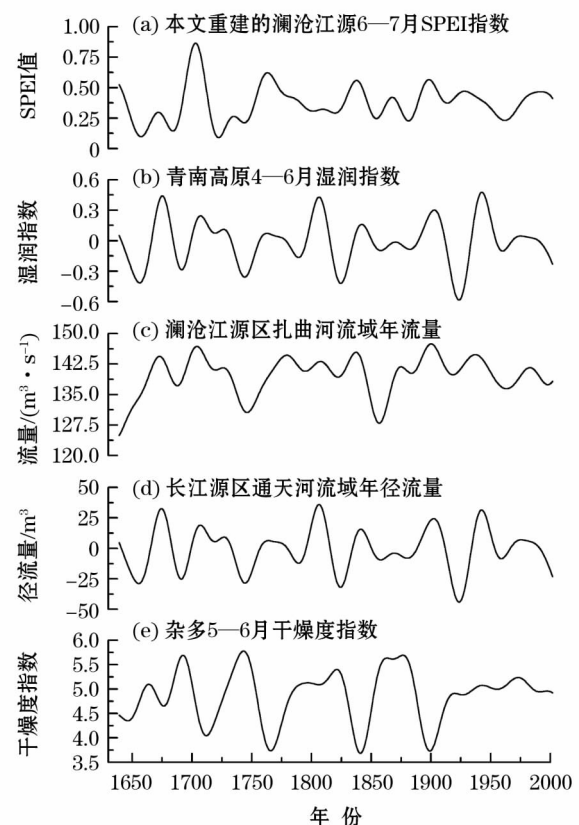 (a) 本文重建的澜沧江源6—7月SPEI指数
SPEI值
1.00
0.75
0.50
0.25
0
(b) 青南高原4—6月湿润指数
湿润指数
0.6
0.3
0
-0.3
-0.6
(c) 澜沧江源区扎曲河流域年流量
流量/(m³·s⁻¹)
150.0
142.5
135.0
127.5
120.0
(d) 长江源区通天河流域年径流量
径流量/m³
50
25
0
-25
-50
(e) 杂多5—6月干燥度指数
干燥度指数
6.0
5.5
5.0
4.5
4.0
3.5
1650 1700 1750 1800 1850 1900 1950 2000
年 份